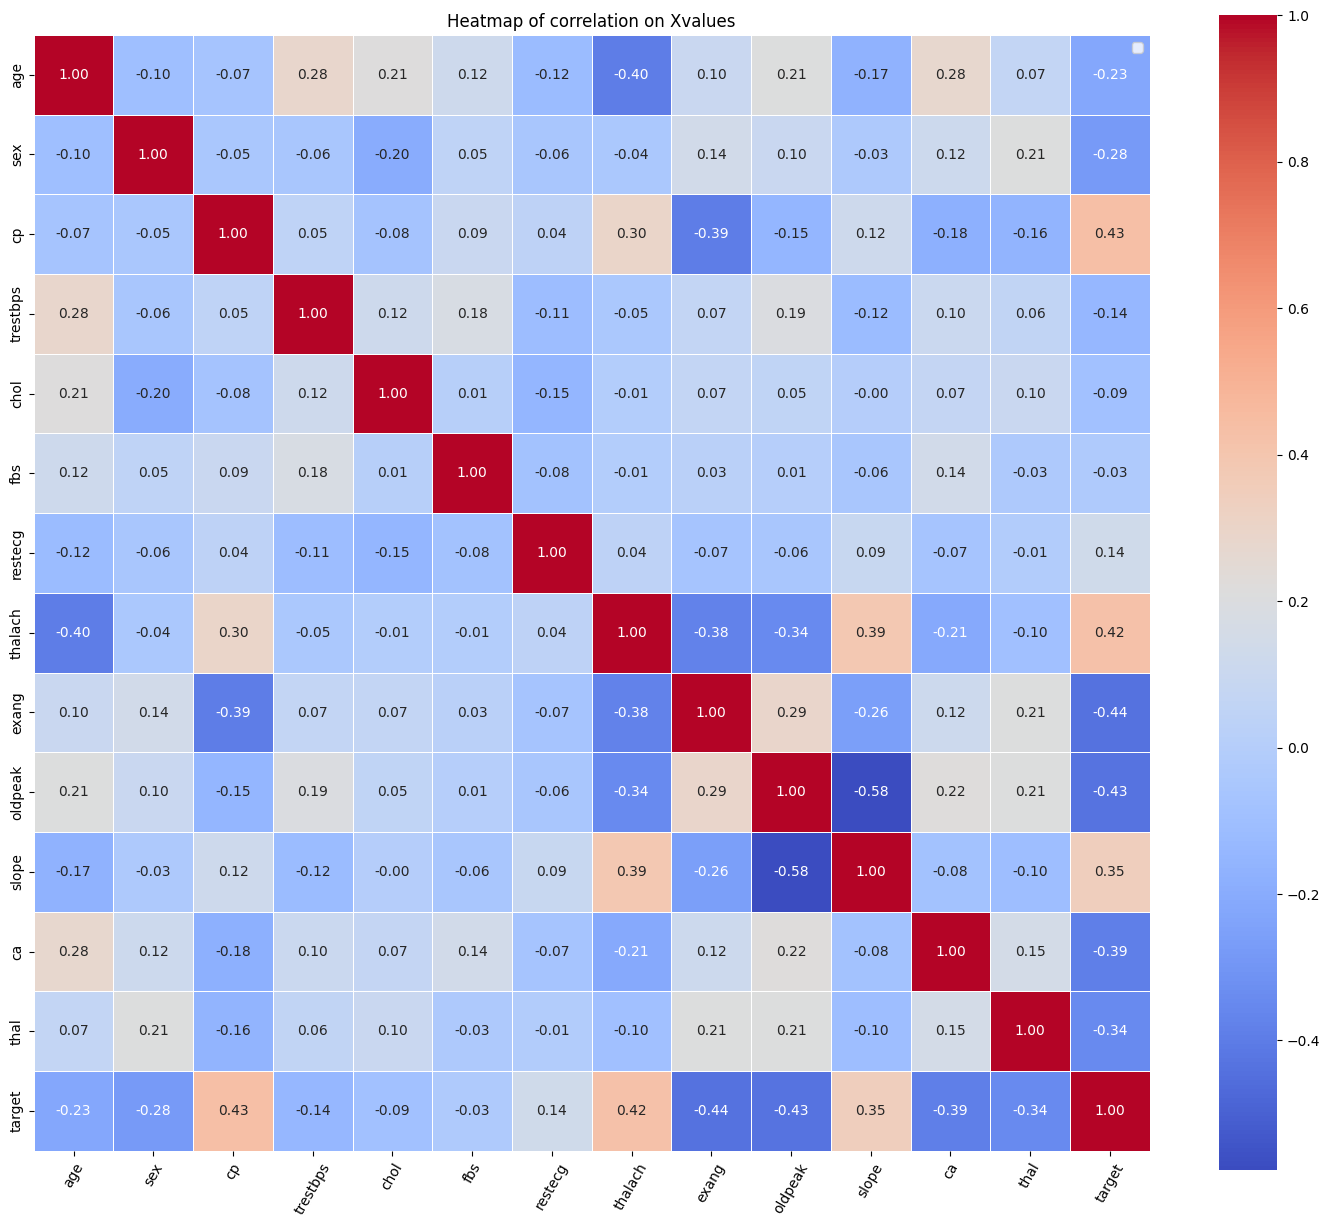 Heatmap of correlation on Xvalues
age 1.00 -0.10 -0.07 0.28 0.21 0.12 -0.12 -0.40 0.10 0.21 -0.17 0.28 0.07 -0.23
sex -0.10 1.00 -0.05 -0.06 -0.20 0.05 -0.06 -0.04 0.14 0.10 -0.03 0.12 0.21 -0.28
cp -0.07 -0.05 1.00 0.05 -0.08 0.09 0.04 0.30 -0.39 -0.15 0.12 -0.18 -0.16 0.43
trestbps 0.28 -0.06 0.05 1.00 0.12 0.18 -0.11 -0.05 0.07 0.19 -0.12 0.10 0.06 -0.14
chol 0.21 -0.20 -0.08 0.12 1.00 0.01 -0.15 -0.01 0.07 0.05 -0.00 0.07 0.10 -0.09
fbs 0.12 0.05 0.09 0.18 0.01 1.00 -0.08 -0.01 0.03 0.01 -0.06 0.14 -0.03 -0.03
restecg -0.12 -0.06 0.04 -0.11 -0.15 -0.08 1.00 0.04 -0.07 -0.06 0.09 -0.07 -0.01 0.14
thalach -0.40 -0.04 0.30 -0.05 -0.01 -0.01 0.04 1.00 -0.38 -0.34 0.39 -0.21 -0.10 0.42
exang 0.10 0.14 -0.39 0.07 0.07 0.03 -0.07 -0.38 1.00 0.29 -0.26 0.12 0.21 -0.44
oldpeak 0.21 0.10 -0.15 0.19 0.05 0.01 -0.06 -0.34 0.29 1.00 -0.58 0.22 0.21 -0.43
slope -0.17 -0.03 0.12 -0.12 -0.00 -0.06 0.09 0.39 -0.26 -0.58 1.00 -0.08 -0.10 0.35
ca 0.28 0.12 -0.18 0.10 0.07 0.14 -0.07 -0.21 0.12 0.22 -0.08 1.00 0.15 -0.39
thal 0.07 0.21 -0.16 0.06 0.10 -0.03 -0.01 -0.10 0.21 0.21 -0.10 0.15 1.00 -0.34
target -0.23 -0.28 0.43 -0.14 -0.09 -0.03 0.14 0.42 -0.44 -0.43 0.35 -0.39 -0.34 1.00
age sex cp trestbps chol fbs restecg thalach exang oldpeak slope ca thal target
1.0
0.8
0.6
0.4
0.2
0.0
−0.2
−0.4